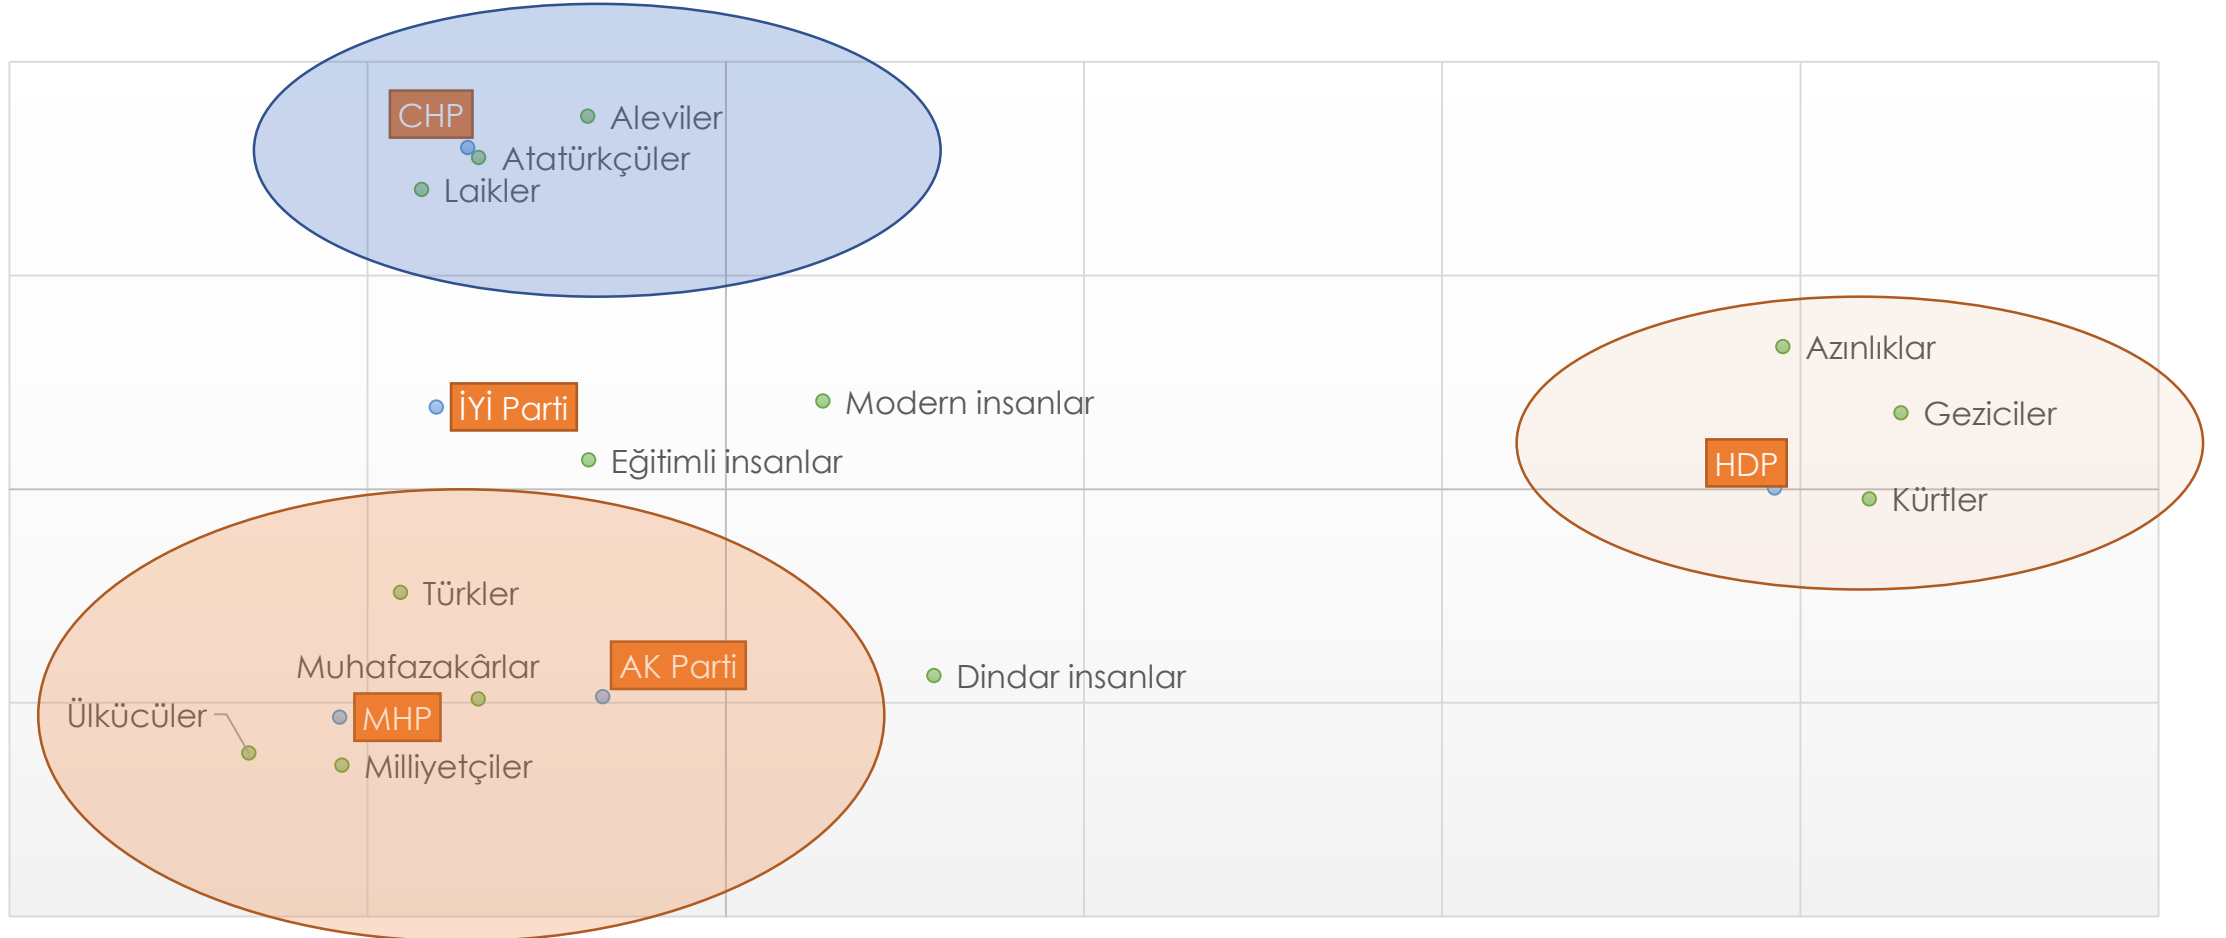 CHP
Aleviler
Atatürkçüler
Laikler
Azınlıklar
İYİ Parti
Modern insanlar
Geziciler
Eğitimli insanlar
HDP
Kürtler
Türkler
Muhafazakârlar
AK Parti
Dindar insanlar
Ülkücüler
MHP
Milliyetçiler